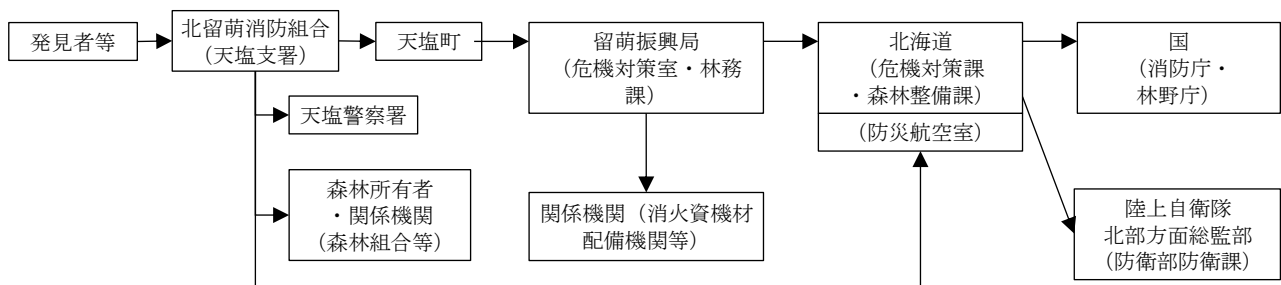 発見者等
北留萌消防組合
(天塩支署)
天塩町
留萌振興局
(危機対策室・林務
課)
北海道
(危機対策課
・森林整備課)
(防災航空室)
国
(消防庁・
林野庁)
天塩警察署
森林所有者
・関係機関
(森林組合等)
関係機関(消火資機材
配備機関等)
陸上自衛隊
北部方面総監部
(防衛部防衛課)